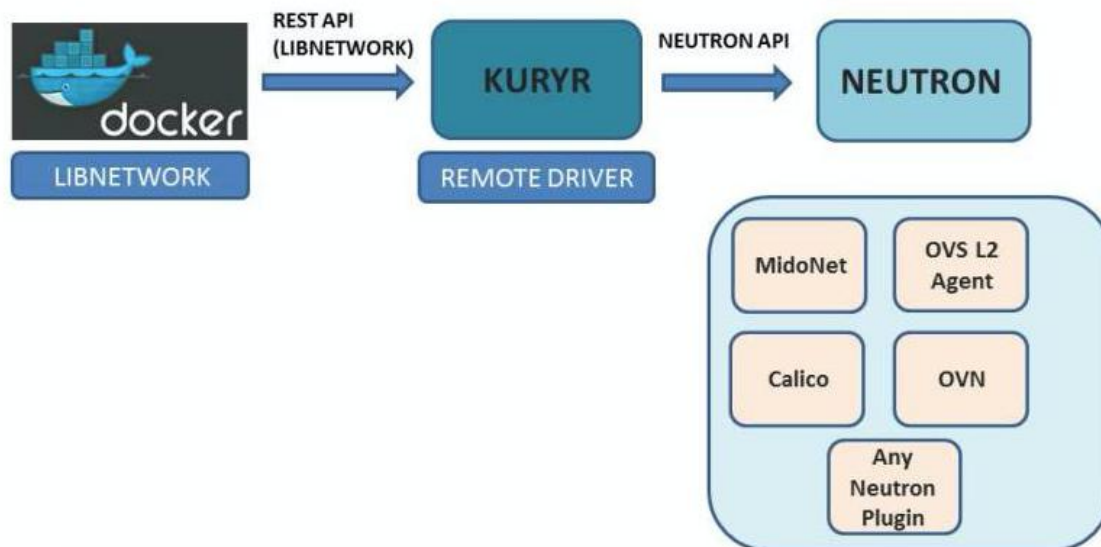 docker
LIBNETWORK
REST API
(LIBNETWORK)
KURYR
REMOTE DRIVER
NEUTRON API
NEUTRON
MidoNet
OVS L2
Agent
Calico
OVN
Any
Neutron
Plugin